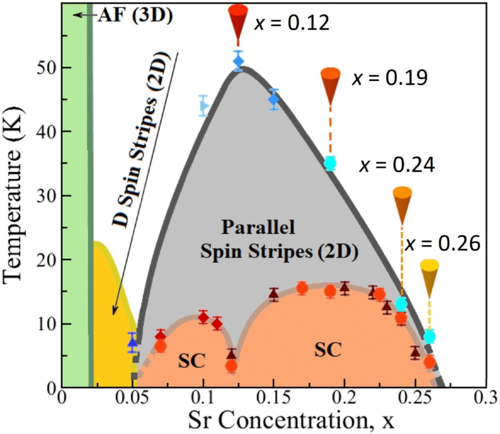 AF (3D)
x = 0.12
x = 0.19
x = 0.24
x = 0.26
D Spin Stripes (2D)
Parallel
Spin Stripes (2D)
SC
SC
Temperature (K)
50
40
30
20
10
0
0
0.05
0.1
0.15
0.2
0.25
0.3
Sr Concentration, x